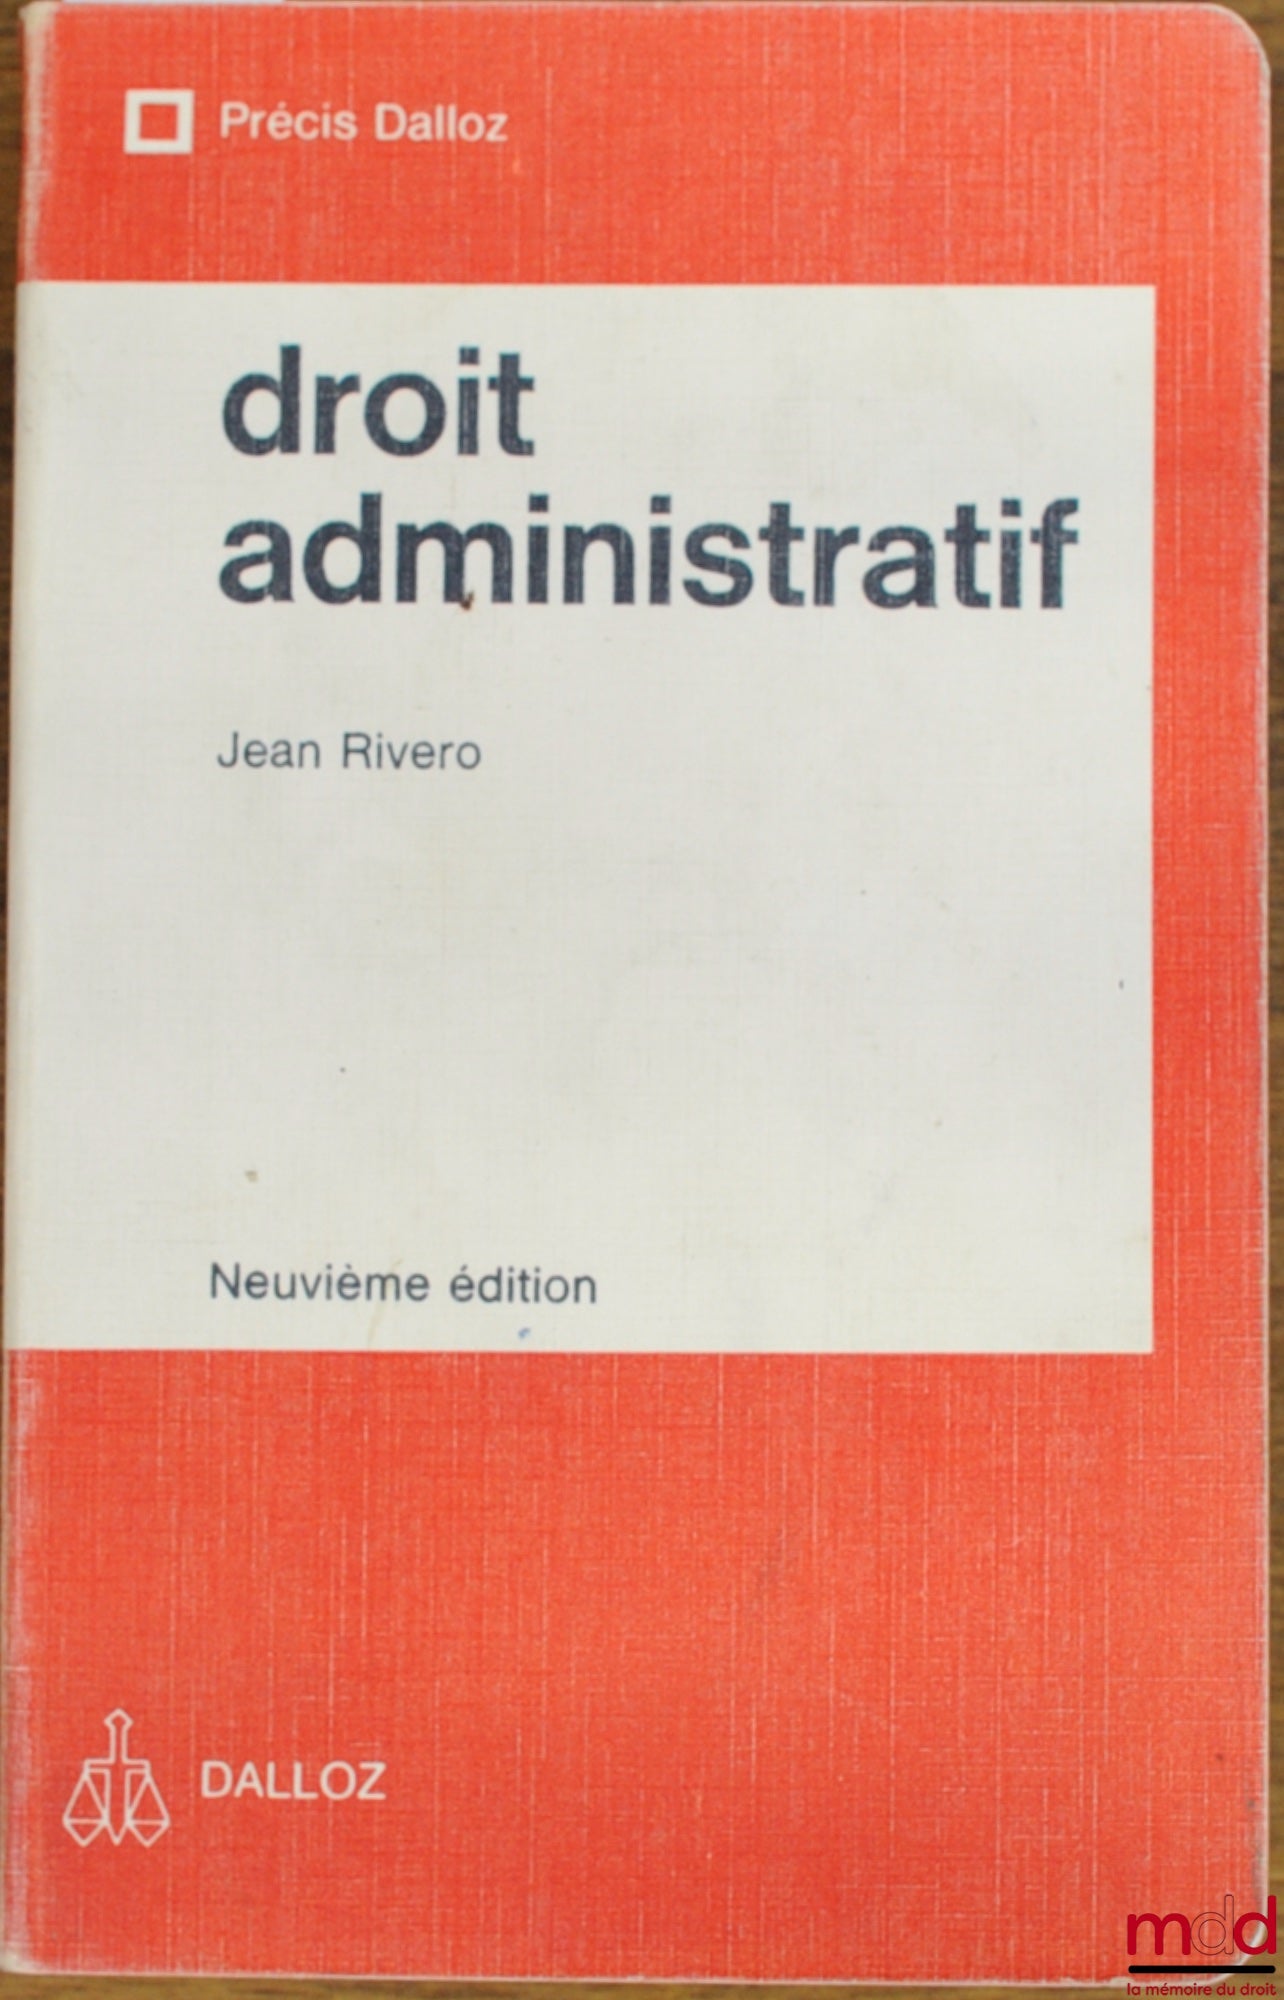 Précis Dalloz
droit
administratif
Jean Rivero
Neuvième édition
DALLOZ
mdd
la mémoire du droit